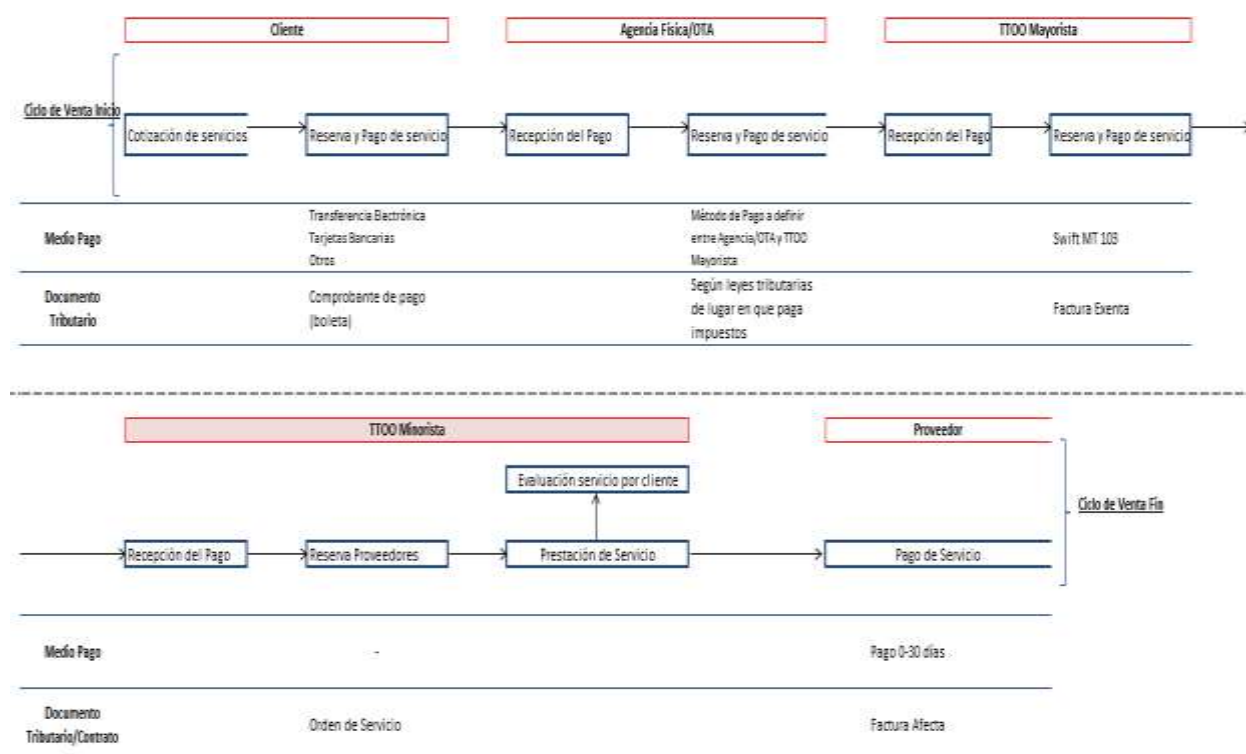 Cliente
Agencia Física/OTA
TTOO Mayorista
Ciclo de Venta Inicio
Cotización de servicios
Reserva y Pago de servicio
Recepción del Pago
Reserva y Pago de servicio
Recepción del Pago
Reserva y Pago de servicio
Medio Pago
Transferencia Electrónica
Tarjetas Bancarias
Otros
Método de Pago a definir
entre Agencia/OTA y TTOO
Mayorista
Swift MT 103
Documento
Tributario
Comprobante de pago
(boleta)
Según leyes tributarias
de lugar en que paga
impuestos
Factura Exenta
TTOO Minorista
Proveedor
Evaluación servicio por cliente
Ciclo de Venta Fin
Recepción del Pago
Reserva Proveedores
Prestación de Servicio
Pago de Servicio
Medio Pago
-
Pago 0-30 días
Documento
Tributario/Contrato
Orden de Servicio
Factura Afecta